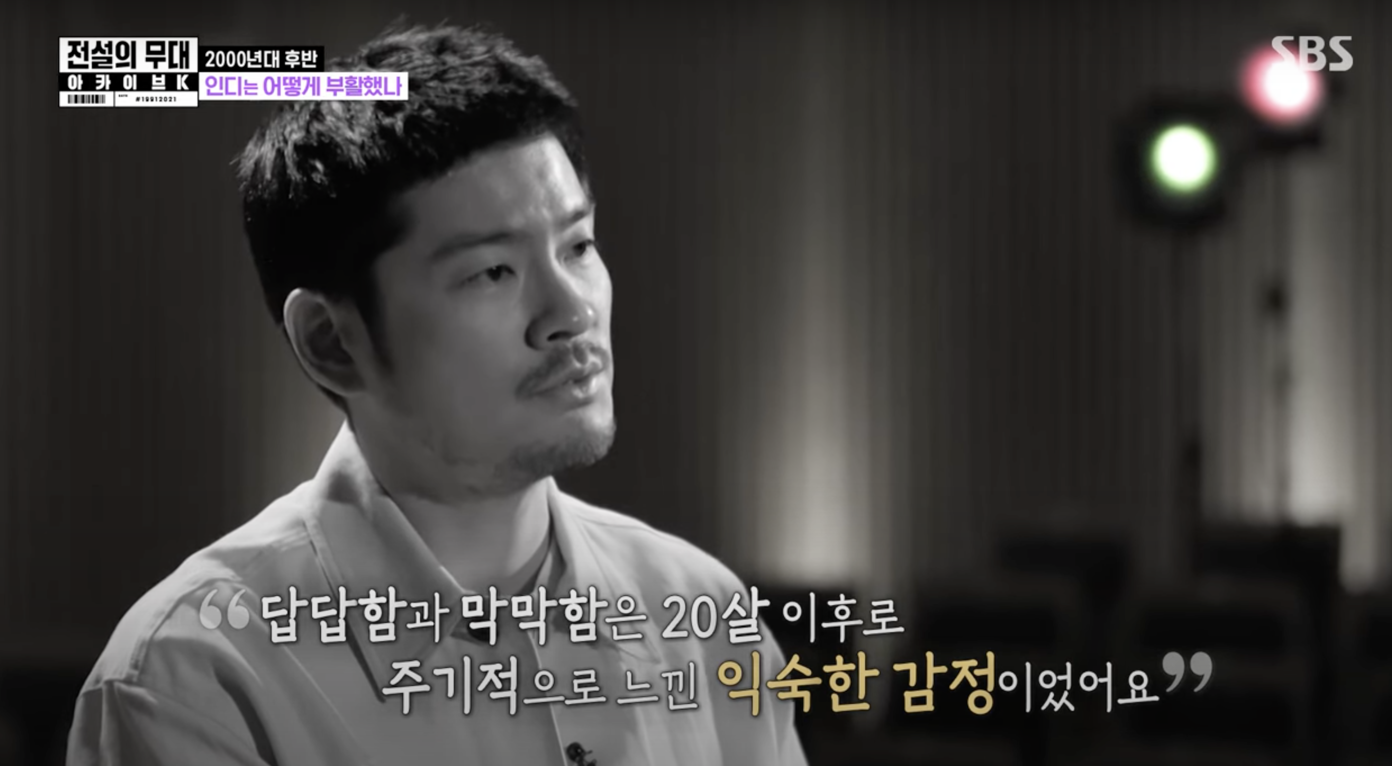 전설의 무대
아카이브 K
#19912021
2000년대 후반
인디는 어떻게 부활했나
SBS
“답답함과 막막함은 20살 이후로
주기적으로 느낀 익숙한 감정이었어요”